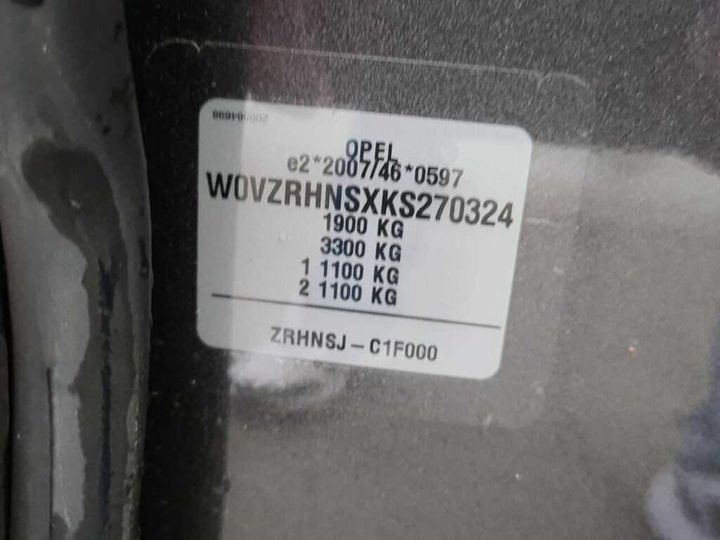 OPEL
e2*2007/46*0597
W0VZRHNSXKS270324
1900 KG
3300 KG
1 1100 KG
2 1100 KG
ZRHNSJ-C1F000